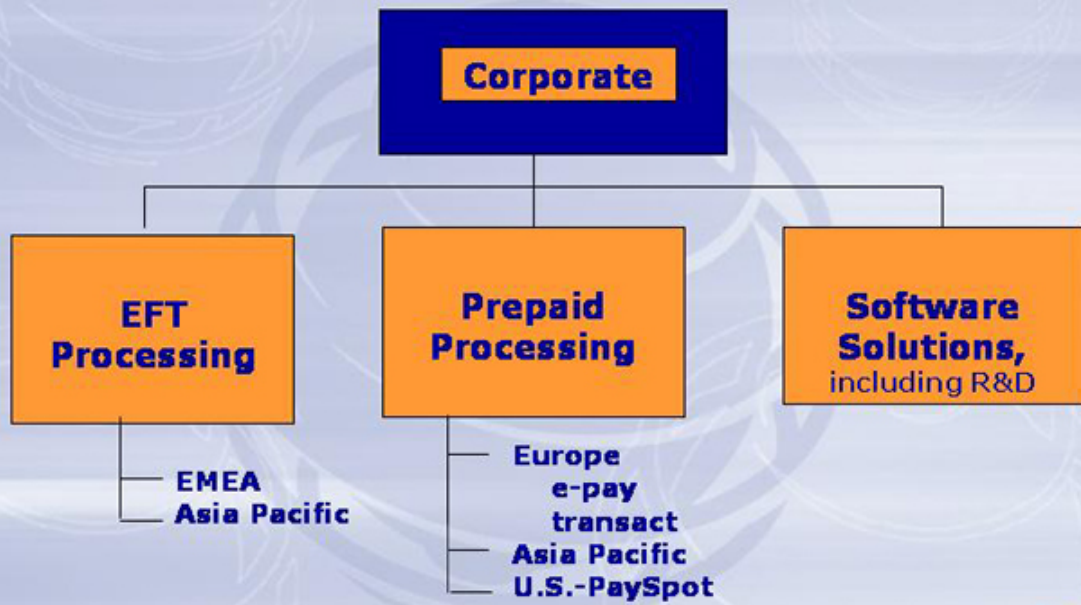 Corporate
EFT
Processing
EMEA
Asia Pacific
Prepaid
Processing
Europe
e-pay
transact
Asia Pacific
U.S.-PaySpot
Software
Solutions,
including R&D